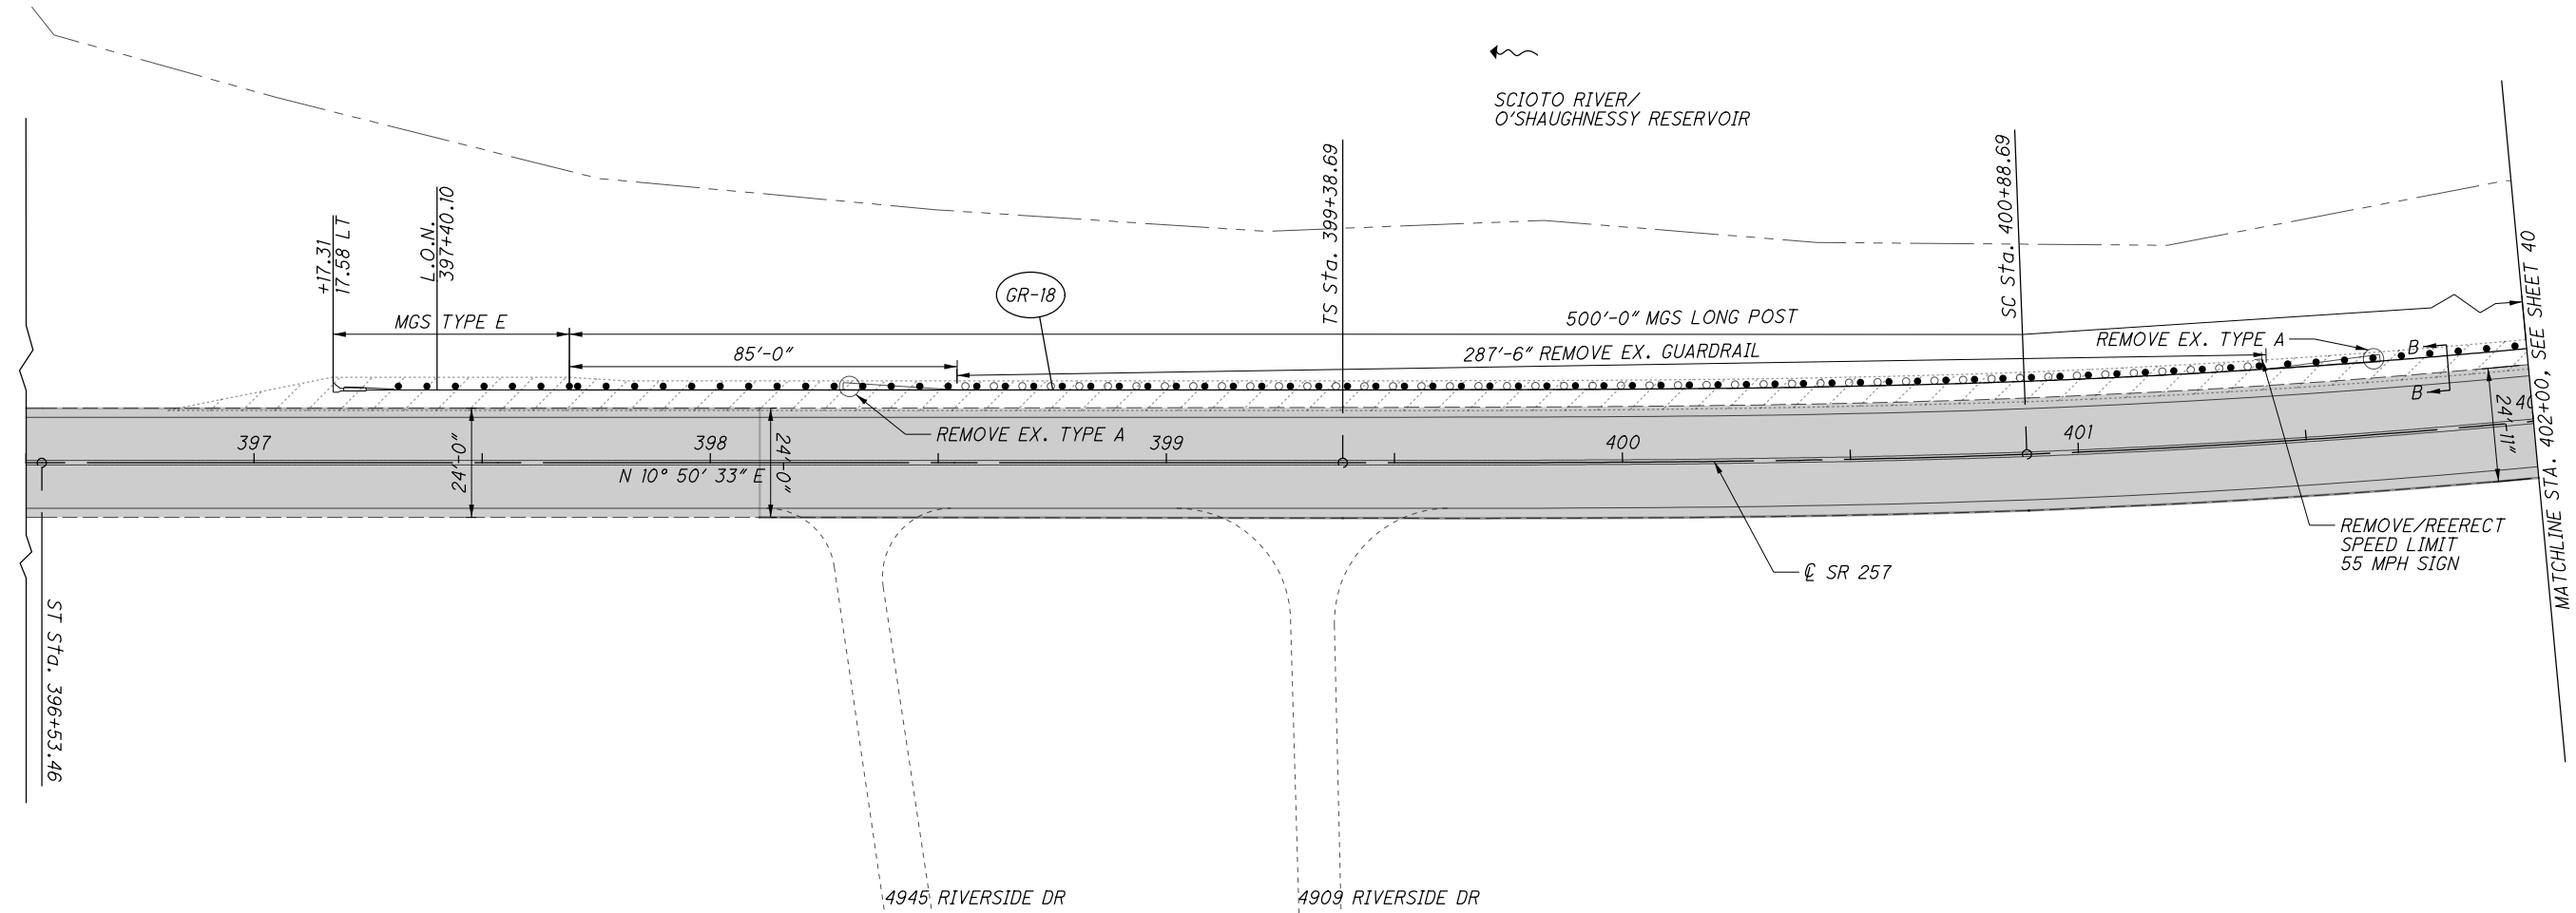 SCIOTO RIVER/
O'SHAUGHNESSY RESERVOIR
+17.31
17.58 LT
L.O.N.
397+40.10
TS Sta. 399+38.69
SC Sta. 400+88.69
MATCHLINE STA. 402+00, SEE SHEET 40
GR-18
MGS TYPE E
500'-0" MGS LONG POST
85'-0"
287'-6" REMOVE EX. GUARDRAIL
REMOVE EX. TYPE A
B
B
REMOVE EX. TYPE A
397
398
399
400
401
24'-0"
24'-0"
24'-11"
N 10° 50' 33" E
REMOVE/REERECT
SPEED LIMIT
55 MPH SIGN
℄ SR 257
ST Sta. 396+53.46
4945 RIVERSIDE DR
4909 RIVERSIDE DR